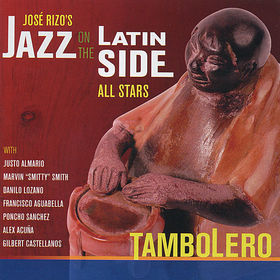 JOSÉ RIZO'S
JAZZ ON THE LATIN SIDE
ALL STARS
WITH
JUSTO ALMARIO
MARVIN "SMITTY" SMITH
DANILO LOZANO
FRANCISCO AGUABELLA
PONCHO SANCHEZ
ALEX ACUÑA
GILBERT CASTELLANOS
TAMBOLERO